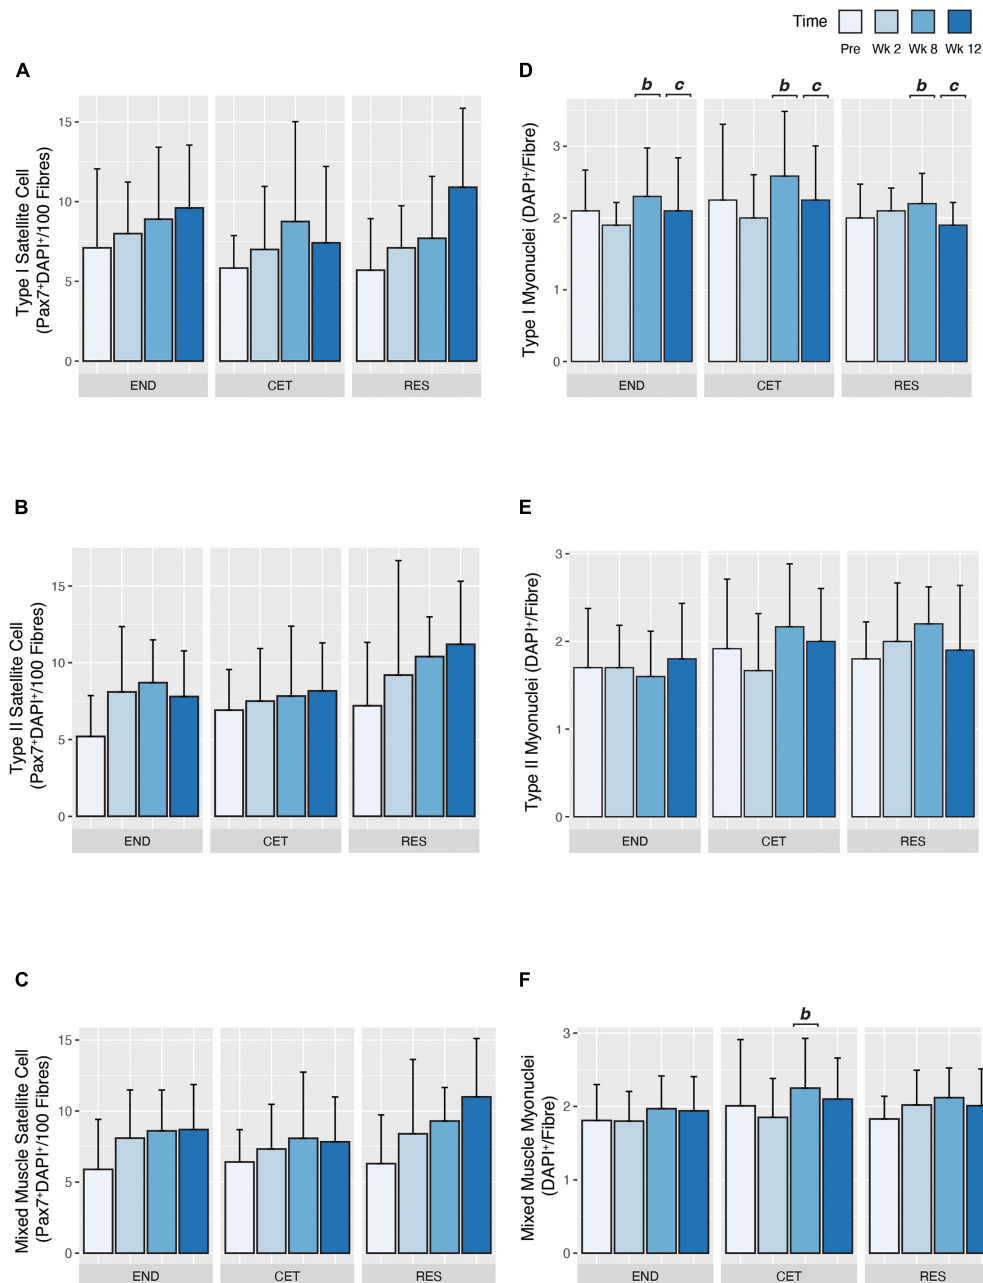 Time
Pre Wk 2 Wk 8 Wk 12
A
Type I Satellite Cell
(Pax7+DAPI+/100 Fibres)
15
10
5
0
END CET RES
D
b c b c b c
Type I Myonuclei (DAPI+/Fibre)
3
2
1
0
END CET RES
B
Type II Satellite Cell
(Pax7+DAPI+/100 Fibres)
15
10
5
0
END CET RES
E
Type II Myonuclei (DAPI+/Fibre)
3
2
1
0
END CET RES
C
Mixed Muscle Satellite Cell
(Pax7+DAPI+/100 Fibres)
15
10
5
0
END CET RES
F
b
Mixed Muscle Myonuclei
(DAPI+/Fibre)
3
2
1
0
END CET RES